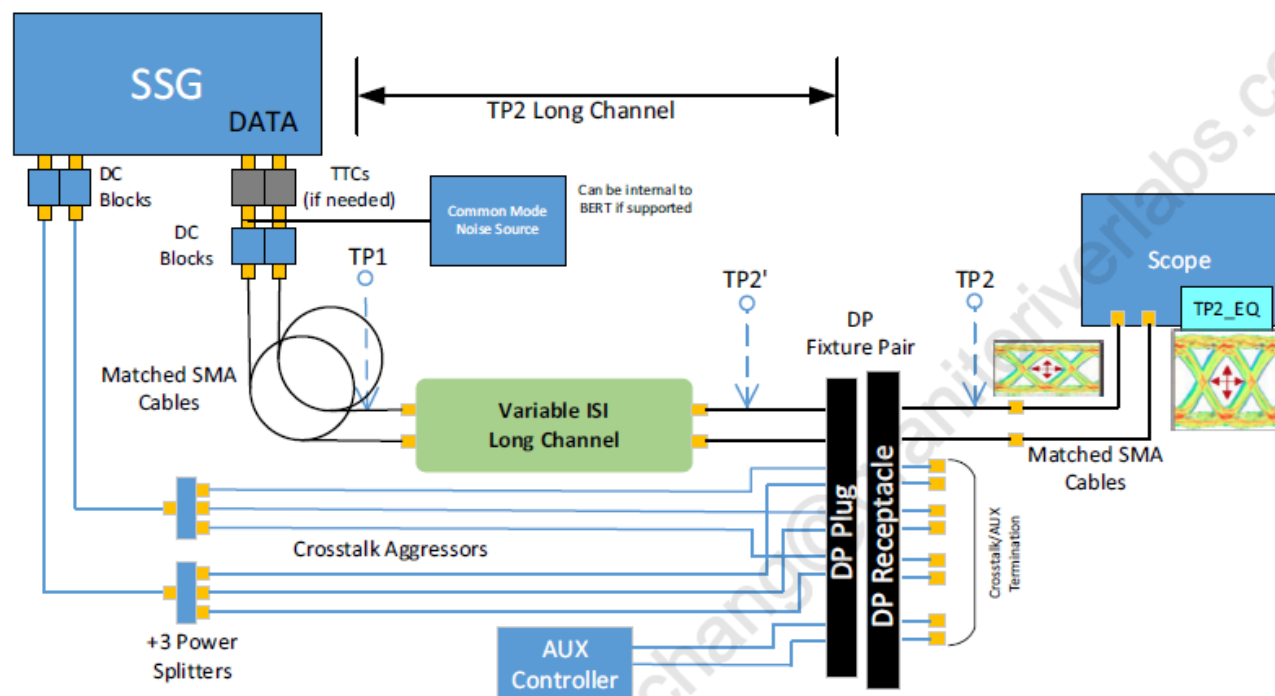 SSG
DATA
TP2 Long Channel
DC
Blocks
TTCs
(if needed)
Common Mode
Noise Source
Can be internal to
BERT if supported
DC
Blocks
TP1
TP2'
TP2
Scope
TP2_EQ
DP
Fixture Pair
Matched SMA
Cables
Variable ISI
Long Channel
Matched SMA
Cables
DP Plug
DP Receptacle
Crosstalk Aggressors
Crosstalk/AUX
Termination
+3 Power
Splitters
AUX
Controller